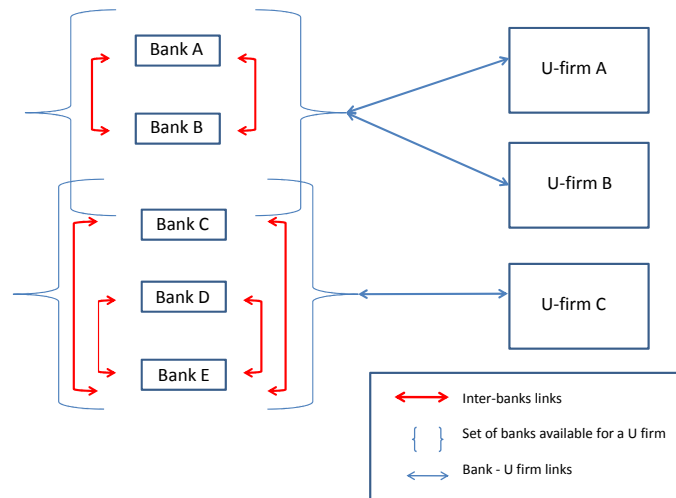 Bank A
Bank B
Bank C
Bank D
Bank E
U-firm A
U-firm B
U-firm C
Inter-banks links
Set of banks available for a U firm
Bank - U firm links